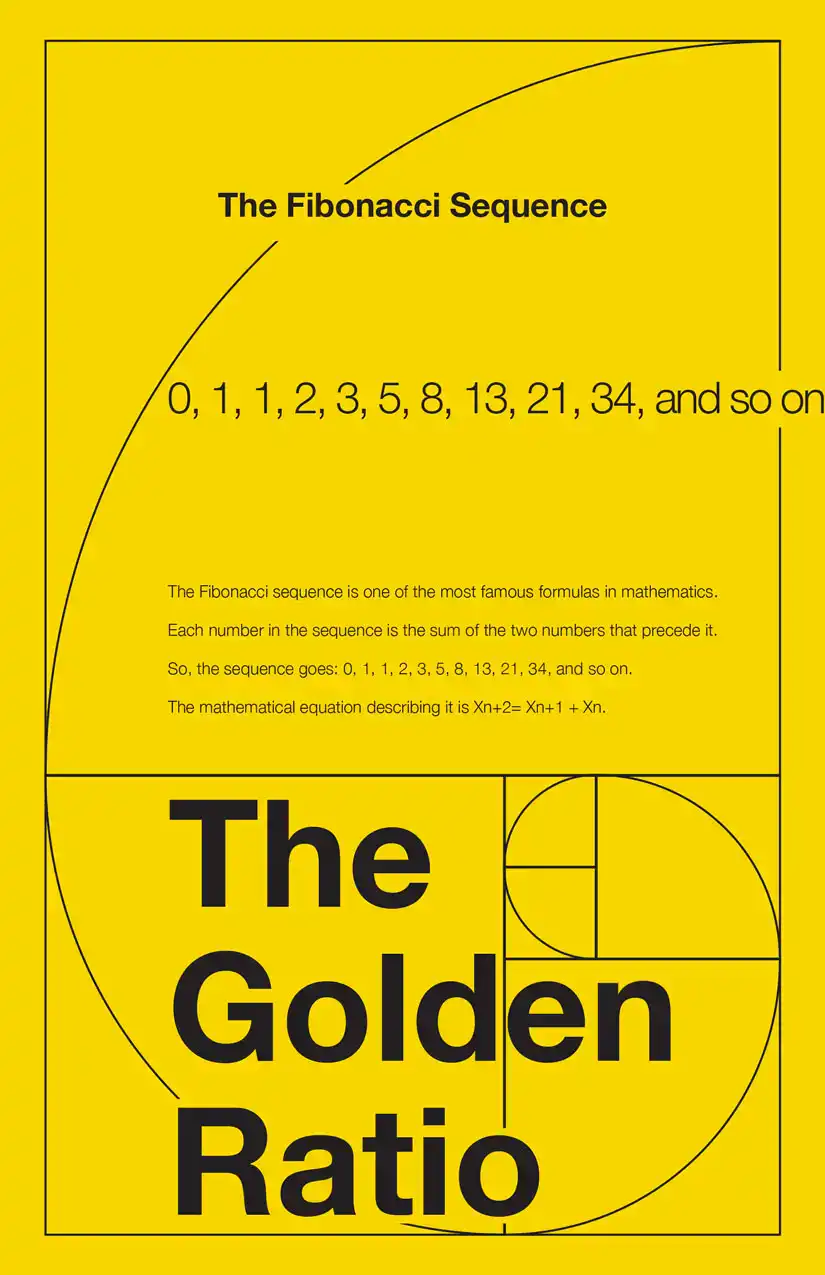 The Fibonacci Sequence
0, 1, 1, 2, 3, 5, 8, 13, 21, 34, and so on
The Fibonacci sequence is one of the most famous formulas in mathematics.
Each number in the sequence is the sum of the two numbers that precede it.
So, the sequence goes: 0, 1, 1, 2, 3, 5, 8, 13, 21, 34, and so on.
The mathematical equation describing it is Xn+2= Xn+1 + Xn.
The
Golden
Ratio